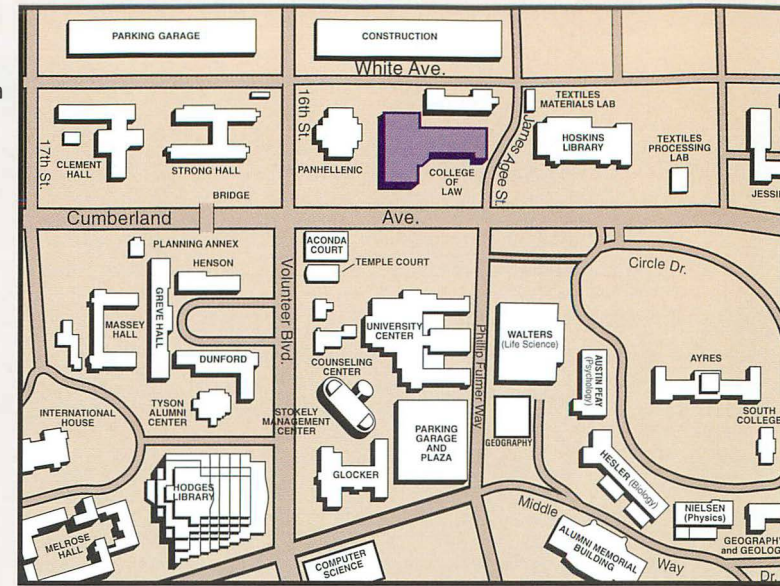 PARKING GARAGE
CONSTRUCTION
White Ave.
17th St.
CLEMENT
HALL
STRONG HALL
16th St.
PANHELLENIC
COLLEGE
OF
LAW
James Agee St.
TEXTILES
MATERIALS LAB
HOSKINS
LIBRARY
TEXTILES
PROCESSING
LAB
JESSIE
BRIDGE
Cumberland
Ave.
PLANNING ANNEX
HENSON
GREVE HALL
MASSEY
HALL
DUNFORD
TYSON
ALUMNI
CENTER
INTERNATIONAL
HOUSE
HODGES
LIBRARY
MELROSE
HALL
Volunteer Blvd.
ACONDA
COURT
TEMPLE COURT
UNIVERSITY
CENTER
COUNSELING
CENTER
STOKELY
MANAGEMENT
CENTER
GLOCKER
PARKING
GARAGE
AND
PLAZA
COMPUTER
SCIENCE
Phillip Fulmer Way
WALTERS
(Life Science)
GEOGRAPHY
AUSTIN PEAY
(Psychology)
Circle Dr.
AYRES
SOUTH
COLLEGE
HESLER (Biology)
NIELSEN
(Physics)
GEOGRAPHY
and GEOLOG
Middle
Way
Dr
ALUMNI MEMORIAL
BUILDING